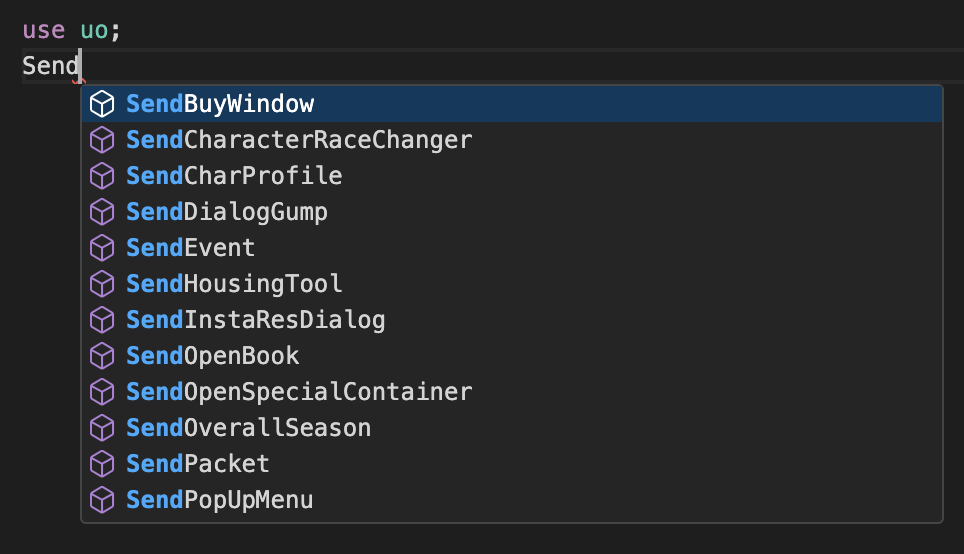 use uo;
Send
SendBuyWindow
SendCharacterRaceChanger
SendCharProfile
SendDialogGump
SendEvent
SendHousingTool
SendInstaResDialog
SendOpenBook
SendOpenSpecialContainer
SendOverallSeason
SendPacket
SendPopUpMenu